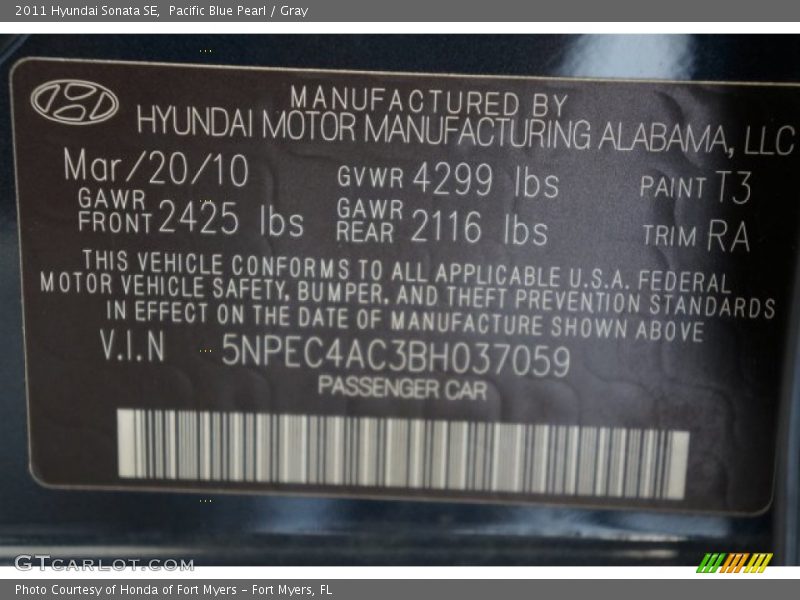 2011 Hyundai Sonata SE, Pacific Blue Pearl / Gray
MANUFACTURED BY
HYUNDAI MOTOR MANUFACTURING ALABAMA, LLC
Mar/20/10 GVWR 4299 lbs PAINT T3
GAWR FRONT 2425 lbs GAWR REAR 2116 lbs TRIM RA
THIS VEHICLE CONFORMS TO ALL APPLICABLE U.S.A. FEDERAL
MOTOR VEHICLE SAFETY, BUMPER, AND THEFT PREVENTION STANDARDS
IN EFFECT ON THE DATE OF MANUFACTURE SHOWN ABOVE
V.I.N 5NPEC4AC3BH037059
PASSENGER CAR
GTCARLOT.COM
Photo Courtesy of Honda of Fort Myers - Fort Myers, FL